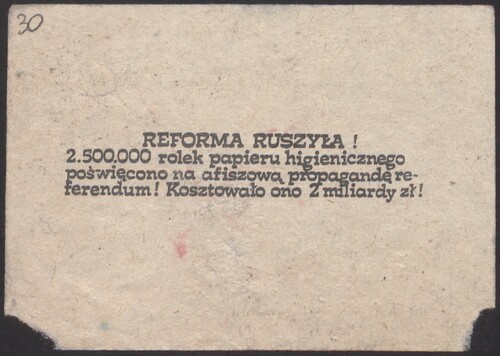 30
REFORMA RUSZYŁA !
2.500.000 rolek papieru higienicznego
poświęcono na afiszową propagandę re-
ferendum! Kosztowało ono 2 miliardy zł!